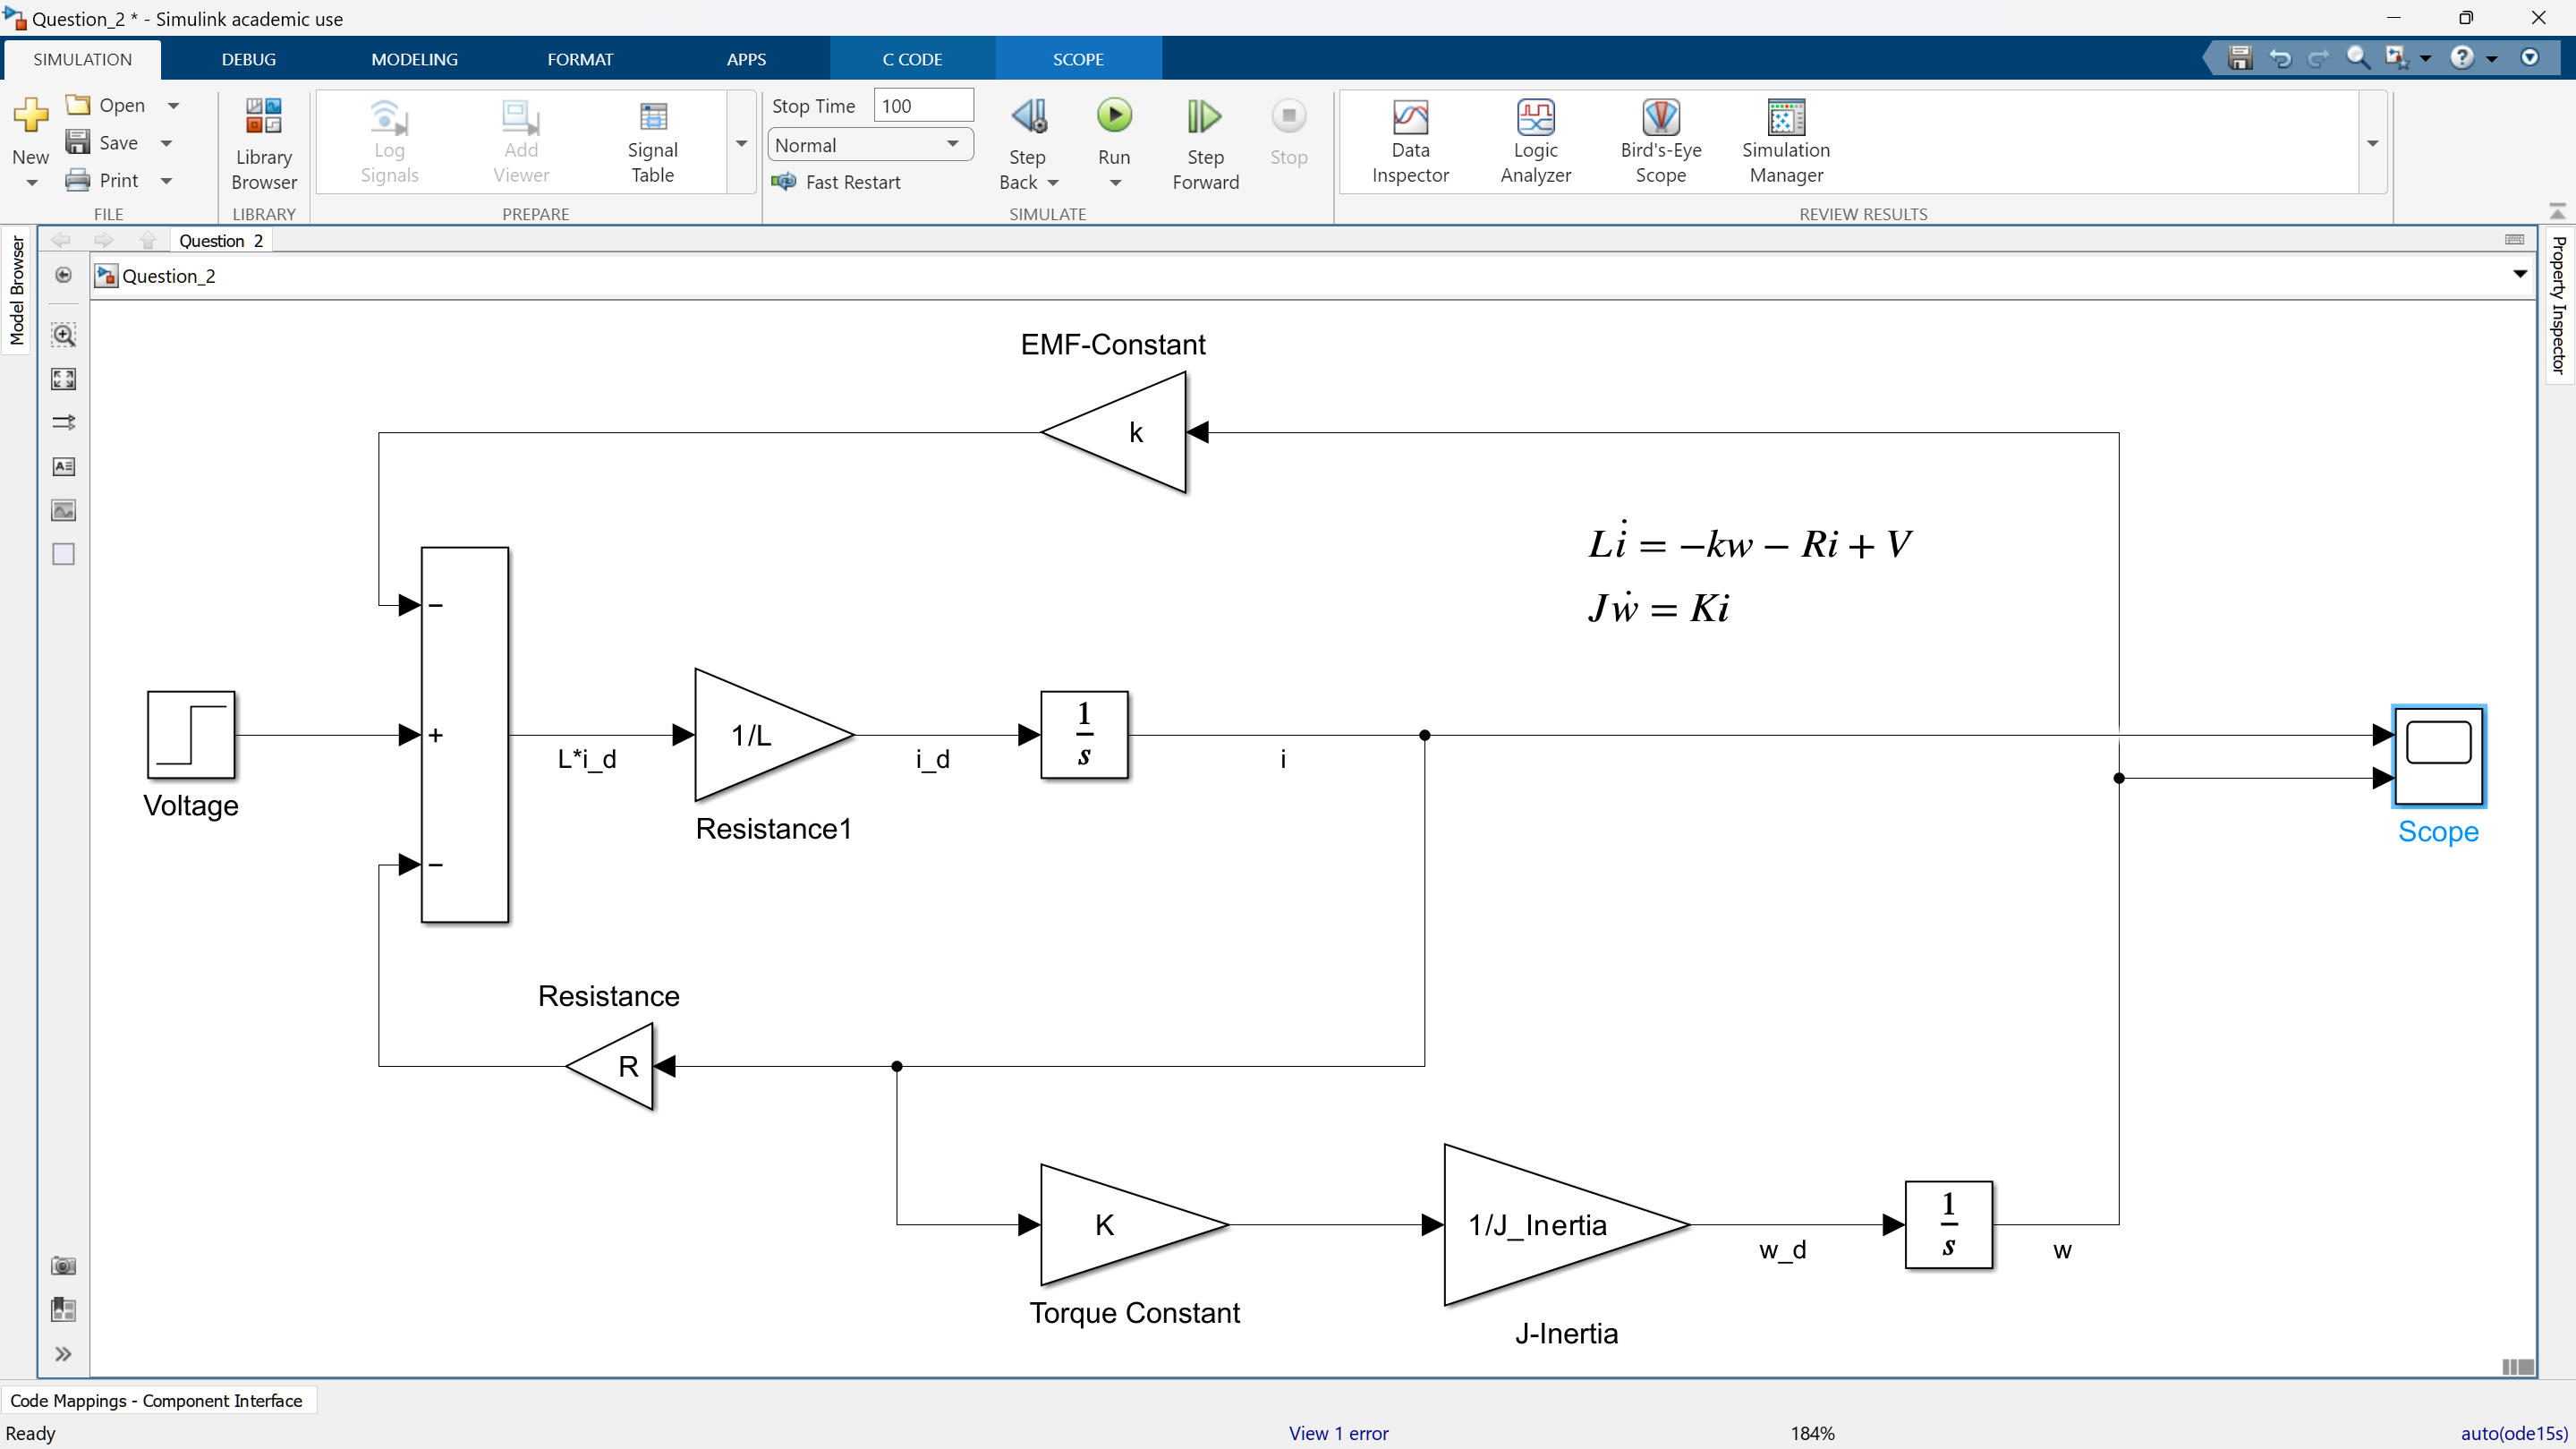 Question_2 * - Simulink academic use
SIMULATION DEBUG MODELING FORMAT APPS C CODE SCOPE
New
Open
Save
Print
FILE
Library
Browser
LIBRARY
Log
Signals
Add
Viewer
Signal
Table
PREPARE
Stop Time 100
Normal
Fast Restart
Step
Back
Run
Step
Forward
Stop
SIMULATE
Data
Inspector
Logic
Analyzer
Bird's-Eye
Scope
Simulation
Manager
REVIEW RESULTS
Model Browser
Property Inspector
Question_2
Question_2
EMF-Constant
k
Li̇ = −kw − Ri + V
Jẇ = Ki
−
+
−
Voltage
L*i_d
1/L
Resistance1
i_d
1
s
i
Scope
Resistance
R
K
Torque Constant
1/J_Inertia
J-Inertia
w_d
1
s
w
Code Mappings - Component Interface
Ready View 1 error 184% auto(ode15s)